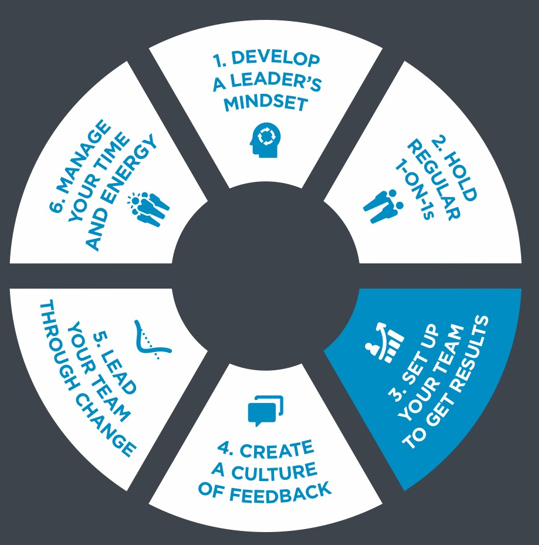 1. DEVELOP
A LEADER'S
MINDSET
2. HOLD
REGULAR
1-ON-1s
3. SET UP
YOUR TEAM
TO GET RESULTS
4. CREATE
A CULTURE
OF FEEDBACK
5. LEAD
YOUR TEAM
THROUGH CHANGE
6. MANAGE
YOUR TIME
AND ENERGY